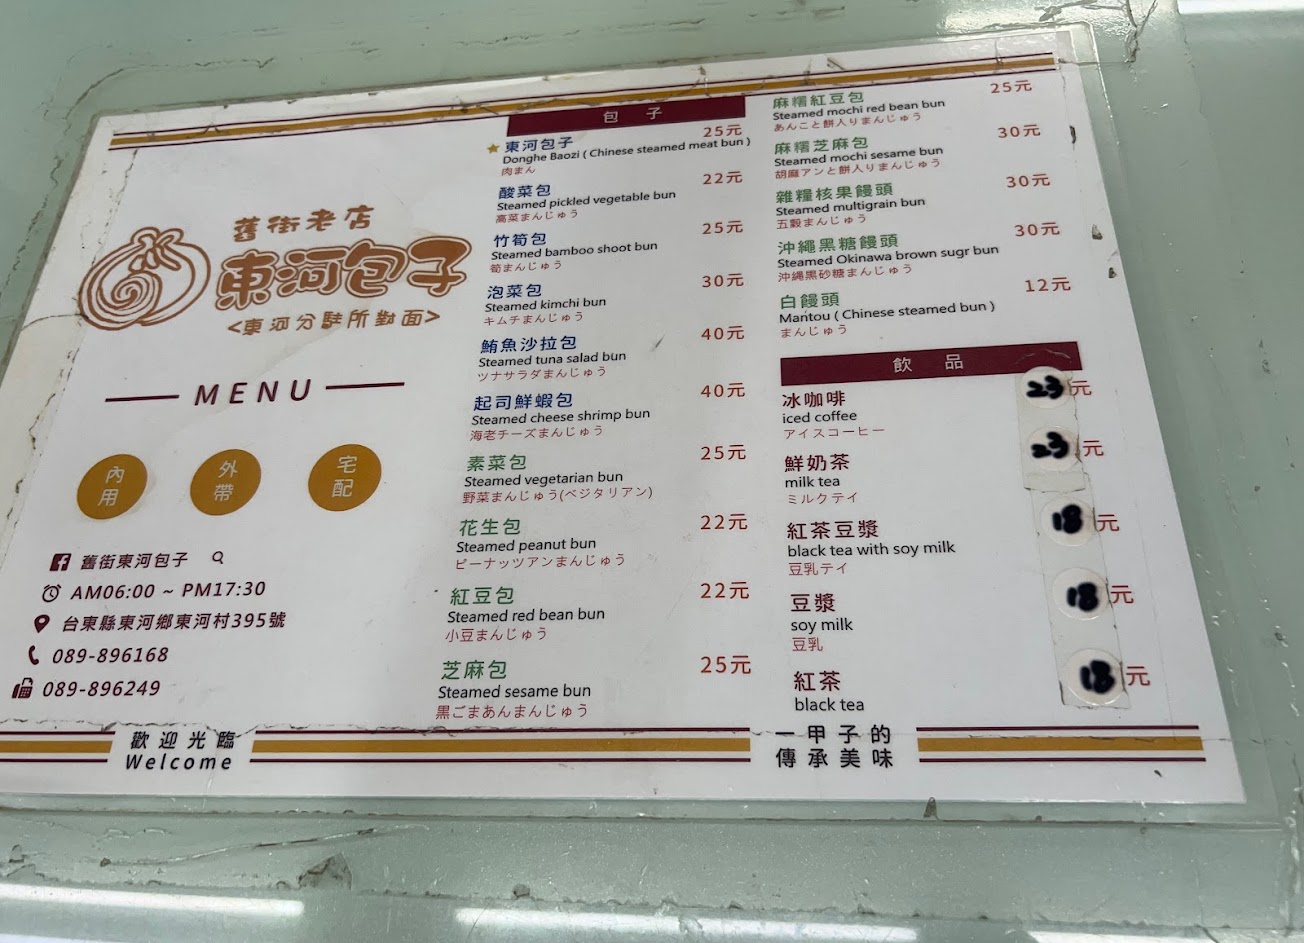 舊街老店
東河包子
<東河分駐所對面>
MENU
內用
外帶
宅配
舊街東河包子
AM06:00 ~ PM17:30
台東縣東河鄉東河村395號
089-896168
089-896249
包子
東河包子 25元
Donghe Baozi ( Chinese steamed meat bun )
肉まん
酸菜包 22元
Steamed pickled vegetable bun
高菜まんじゅう
竹筍包 25元
Steamed bamboo shoot bun
筍まんじゅう
泡菜包 30元
Steamed kimchi bun
キムチまんじゅう
鮪魚沙拉包 40元
Steamed tuna salad bun
ツナサラダまんじゅう
起司鮮蝦包 40元
Steamed cheese shrimp bun
海老チーズまんじゅう
素菜包 25元
Steamed vegetarian bun
野菜まんじゅう(ベジタリアン)
花生包 22元
Steamed peanut bun
ピーナッツアンまんじゅう
紅豆包 22元
Steamed red bean bun
小豆まんじゅう
芝麻包 25元
Steamed sesame bun
黒ごまあんまんじゅう
麻糬紅豆包 25元
Steamed mochi red bean bun
あんこと餅入りまんじゅう
麻糬芝麻包 30元
Steamed mochi sesame bun
胡麻アンと餅入りまんじゅう
雜糧核果饅頭 30元
Steamed multigrain bun
五穀まんじゅう
沖繩黑糖饅頭 30元
Steamed Okinawa brown sugr bun
沖縄黒砂糖まんじゅう
白饅頭 12元
Mantou ( Chinese steamed bun )
まんじゅう
飲品
冰咖啡 23元
iced coffee
アイスコーヒー
鮮奶茶 23元
milk tea
ミルクテイ
紅茶豆漿 18元
black tea with soy milk
豆乳テイ
豆漿 18元
soy milk
豆乳
紅茶 18元
black tea
歡迎光臨
Welcome
一甲子的
傳承美味